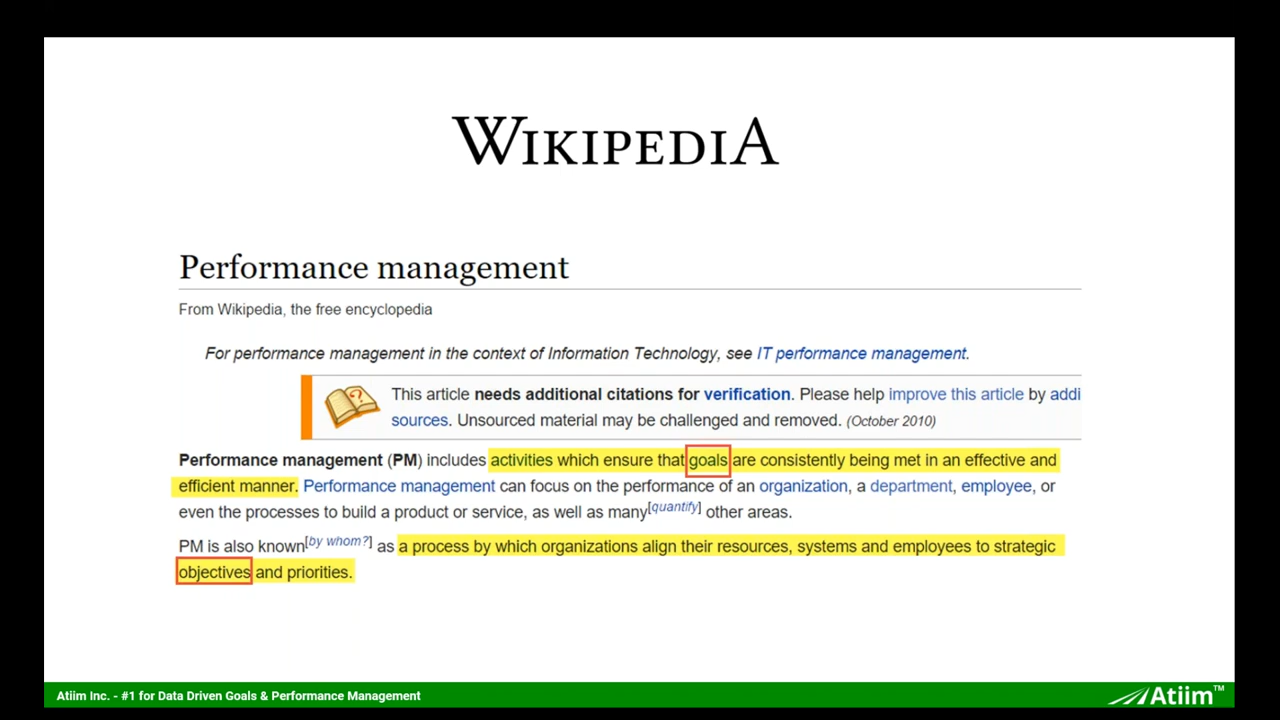 WIKIPEDIA
Performance management
From Wikipedia, the free encyclopedia
For performance management in the context of Information Technology, see IT performance management.
This article needs additional citations for verification. Please help improve this article by addi
sources. Unsourced material may be challenged and removed. (October 2010)
Performance management (PM) includes activities which ensure that goals are consistently being met in an effective and
efficient manner. Performance management can focus on the performance of an organization, a department, employee, or
even the processes to build a product or service, as well as many[quantify] other areas.
PM is also known[by whom?] as a process by which organizations align their resources, systems and employees to strategic
objectives and priorities.
Atiim Inc. - #1 for Data Driven Goals & Performance Management
Atiim™